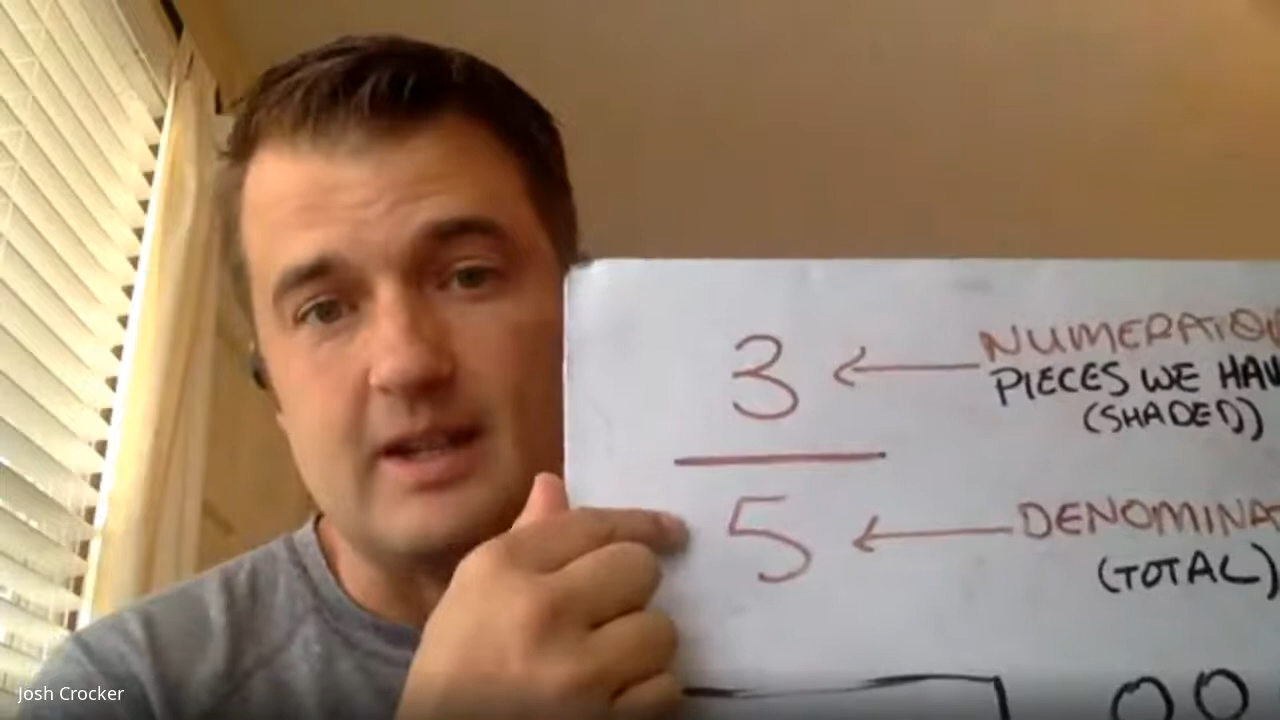 3 ← NUMERATO
PIECES WE HAV
(SHADED)
5 ← DENOMINA
(TOTAL)
Josh Crocker